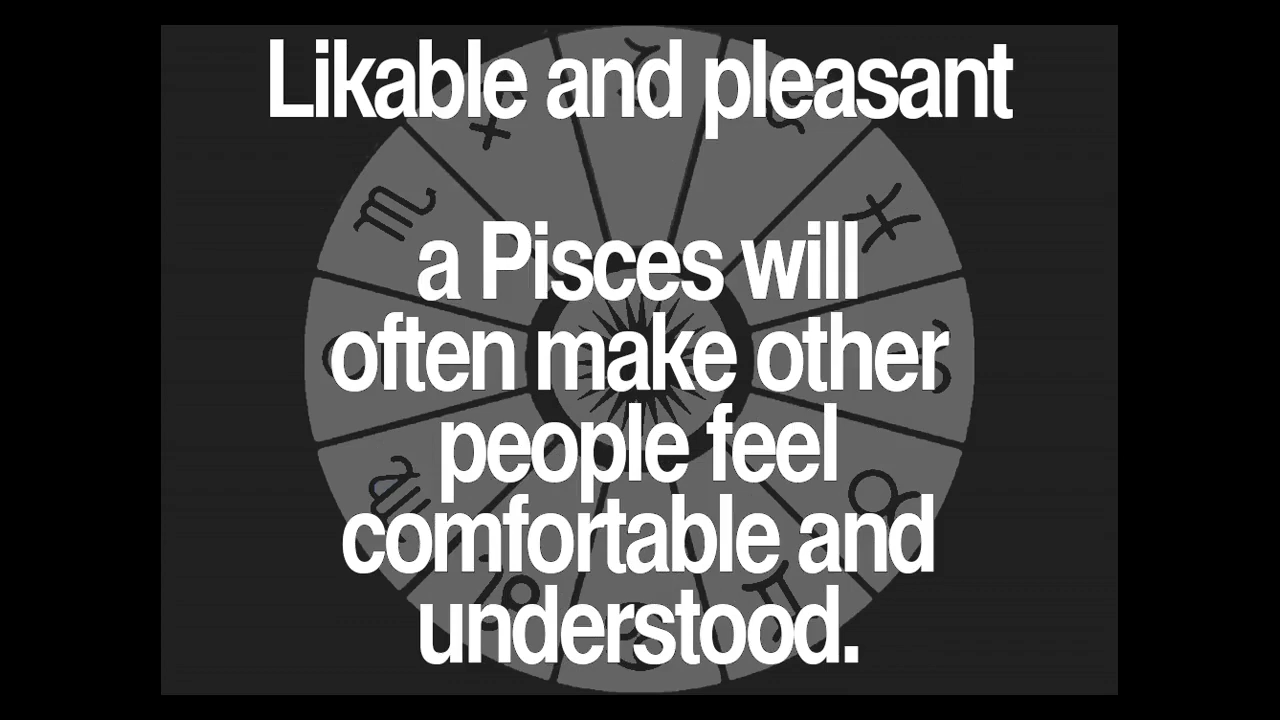 Likable and pleasant
a Pisces will
often make other
people feel
comfortable and
understood.